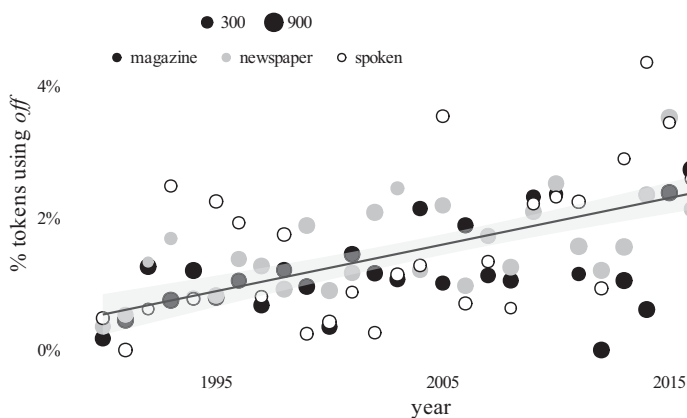 300 900
magazine newspaper spoken
4%
% tokens using off
2%
0%
1995 2005 2015
year